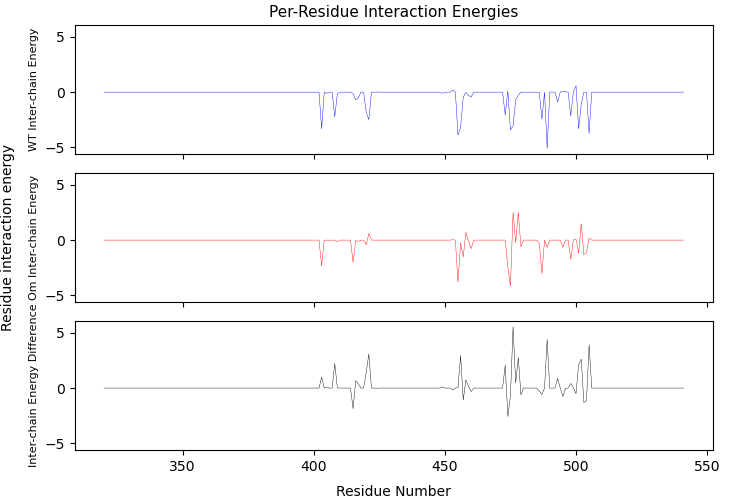 Per-Residue Interaction Energies
Residue interaction energy
WT Inter-chain Energy
5
0
−5
Om Inter-chain Energy
5
0
−5
Inter-chain Energy Difference
5
0
−5
350
400
450
500
550
Residue Number